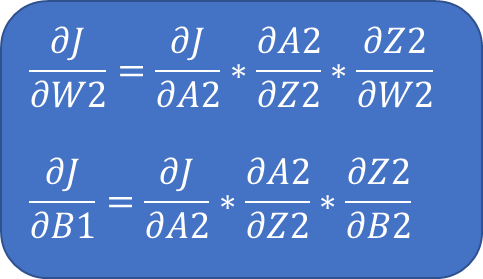 ∂J/∂W2 = ∂J/∂A2 * ∂A2/∂Z2 * ∂Z2/∂W2
∂J/∂B1 = ∂J/∂A2 * ∂A2/∂Z2 * ∂Z2/∂B2